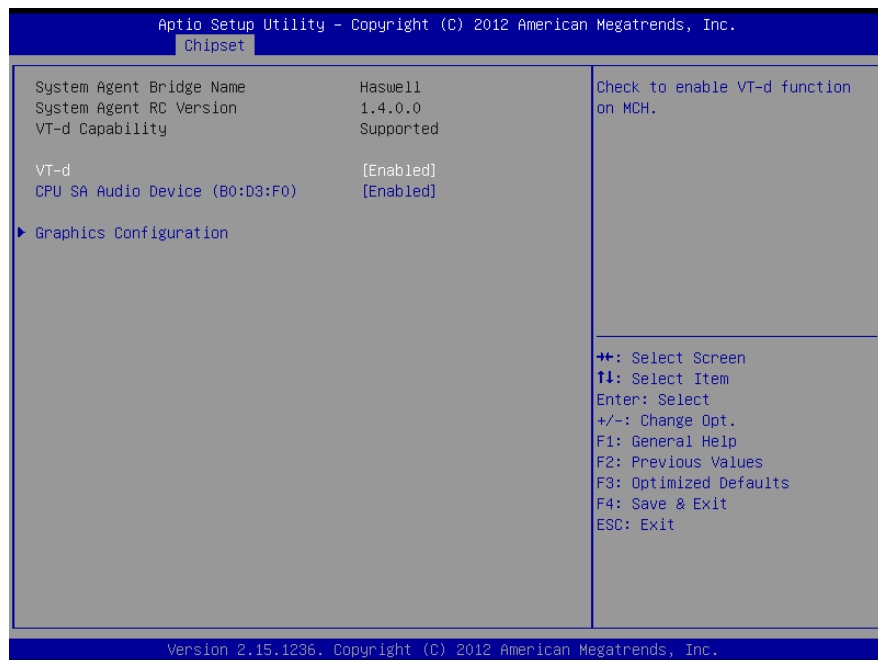 Aptio Setup Utility – Copyright (C) 2012 American Megatrends, Inc.
Chipset
System Agent Bridge Name Haswell
System Agent RC Version 1.4.0.0
VT-d Capability Supported
VT-d [Enabled]
CPU SA Audio Device (B0:D3:F0) [Enabled]
Graphics Configuration
Check to enable VT-d function
on MCH.
→←: Select Screen
↑↓: Select Item
Enter: Select
+/-: Change Opt.
F1: General Help
F2: Previous Values
F3: Optimized Defaults
F4: Save & Exit
ESC: Exit
Version 2.15.1236. Copyright (C) 2012 American Megatrends, Inc.